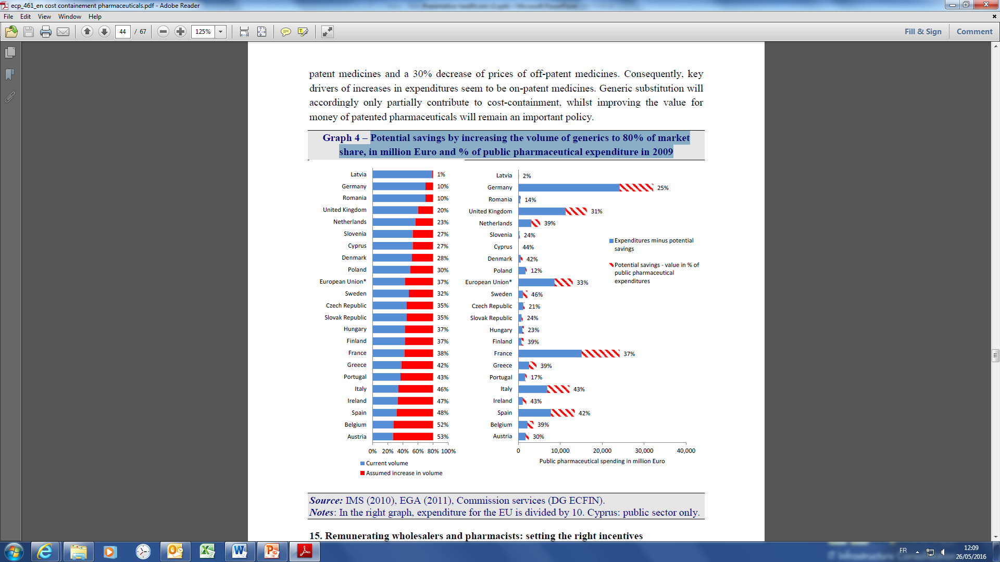 ecp_461_en cost containement pharmaceuticals.pdf - Adobe Reader
File Edit View Window Help
44 / 67 125% Fill & Sign Comment
patent medicines and a 30% decrease of prices of off-patent medicines. Consequently, key
drivers of increases in expenditures seem to be on-patent medicines. Generic substitution will
accordingly only partially contribute to cost-containment, whilst improving the value for
money of patented pharmaceuticals will remain an important policy.
Graph 4 – Potential savings by increasing the volume of generics to 80% of market
share, in million Euro and % of public pharmaceutical expenditure in 2009
Latvia 1%
Germany 10%
Romania 10%
United Kingdom 20%
Netherlands 23%
Slovenia 27%
Cyprus 27%
Denmark 28%
Poland 30%
European Union* 37%
Sweden 32%
Czech Republic 35%
Slovak Republic 35%
Hungary 37%
Finland 37%
France 38%
Greece 42%
Portugal 43%
Italy 46%
Ireland 47%
Spain 48%
Belgium 52%
Austria 53%
0% 20% 40% 60% 80% 100%
Current volume
Assumed increase in volume
Latvia 2%
Germany 25%
Romania 14%
United Kingdom 31%
Netherlands 39%
Slovenia 24%
Cyprus 44%
Denmark 42%
Poland 12%
European Union* 33%
Sweden 46%
Czech Republic 21%
Slovak Republic 24%
Hungary 23%
Finland 39%
France 37%
Greece 39%
Portugal 17%
Italy 43%
Ireland 43%
Spain 42%
Belgium 39%
Austria 30%
0 10,000 20,000 30,000 40,000
Public pharmaceutical spending in million Euro
Expenditures minus potential
savings
Potential savings - value in % of
public pharmaceutical
expenditures
Source: IMS (2010), EGA (2011), Commission services (DG ECFIN).
Notes: In the right graph, expenditure for the EU is divided by 10. Cyprus: public sector only.
15. Remunerating wholesalers and pharmacists: setting the right incentives
FR 12:09
26/05/2016